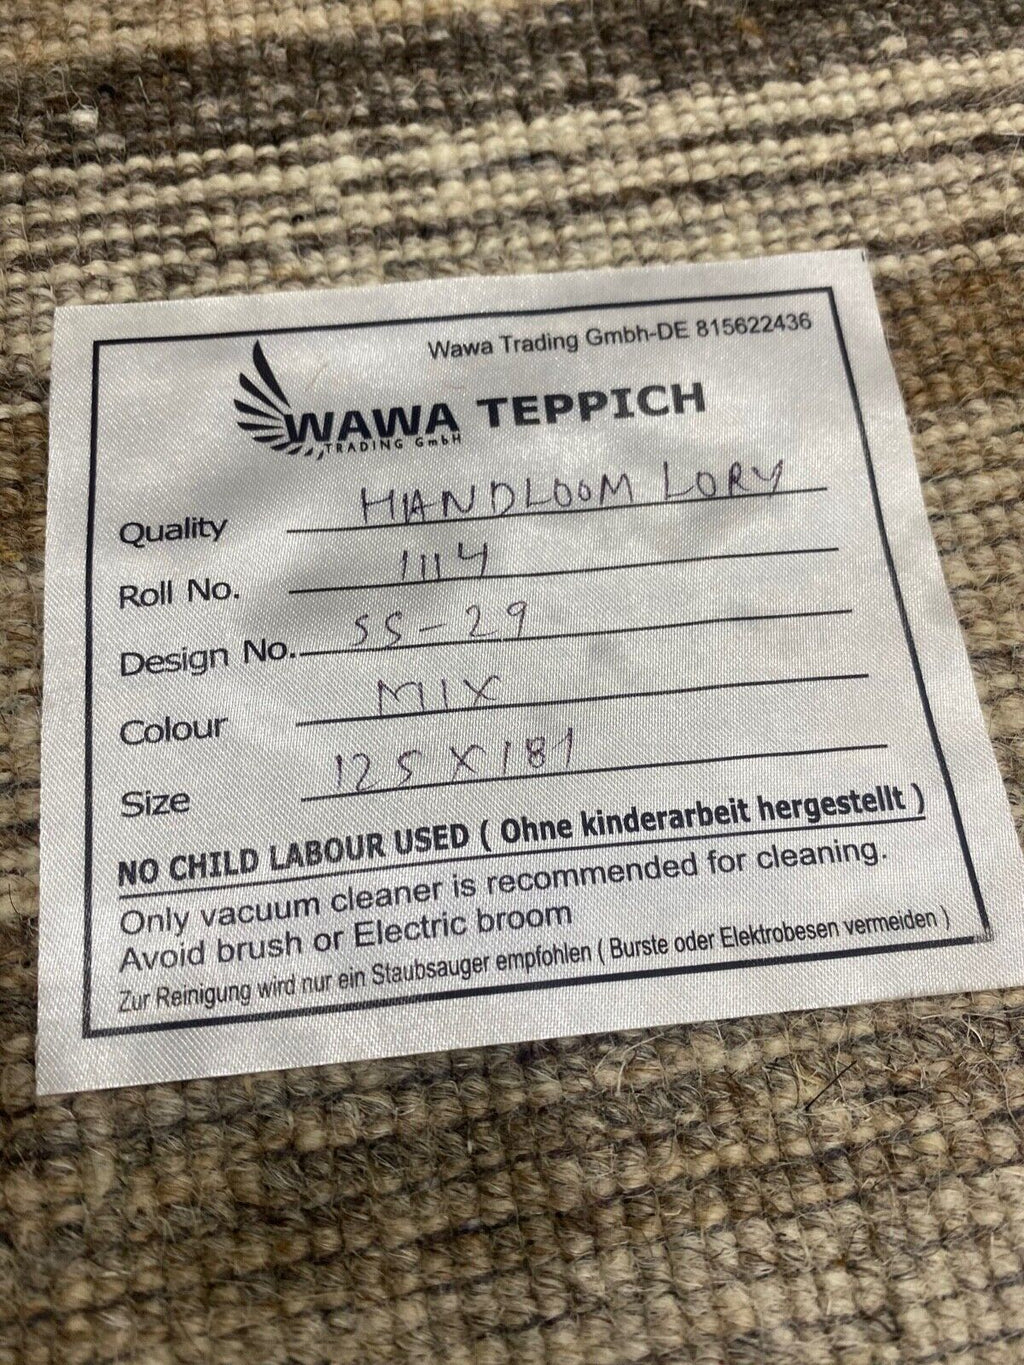 Wawa Trading Gmbh-DE 815622436
WAWA TEPPICH
TRADING GmbH
Quality HANDLOOM LORY
Roll No. 1114
Design No. SS-29
Colour MIX
Size 125 X 181
NO CHILD LABOUR USED ( Ohne kinderarbeit hergestellt )
Only vacuum cleaner is recommended for cleaning.
Avoid brush or Electric broom
Zur Reinigung wird nur ein Staubsauger empfohlen ( Burste oder Elektrobesen vermeiden )